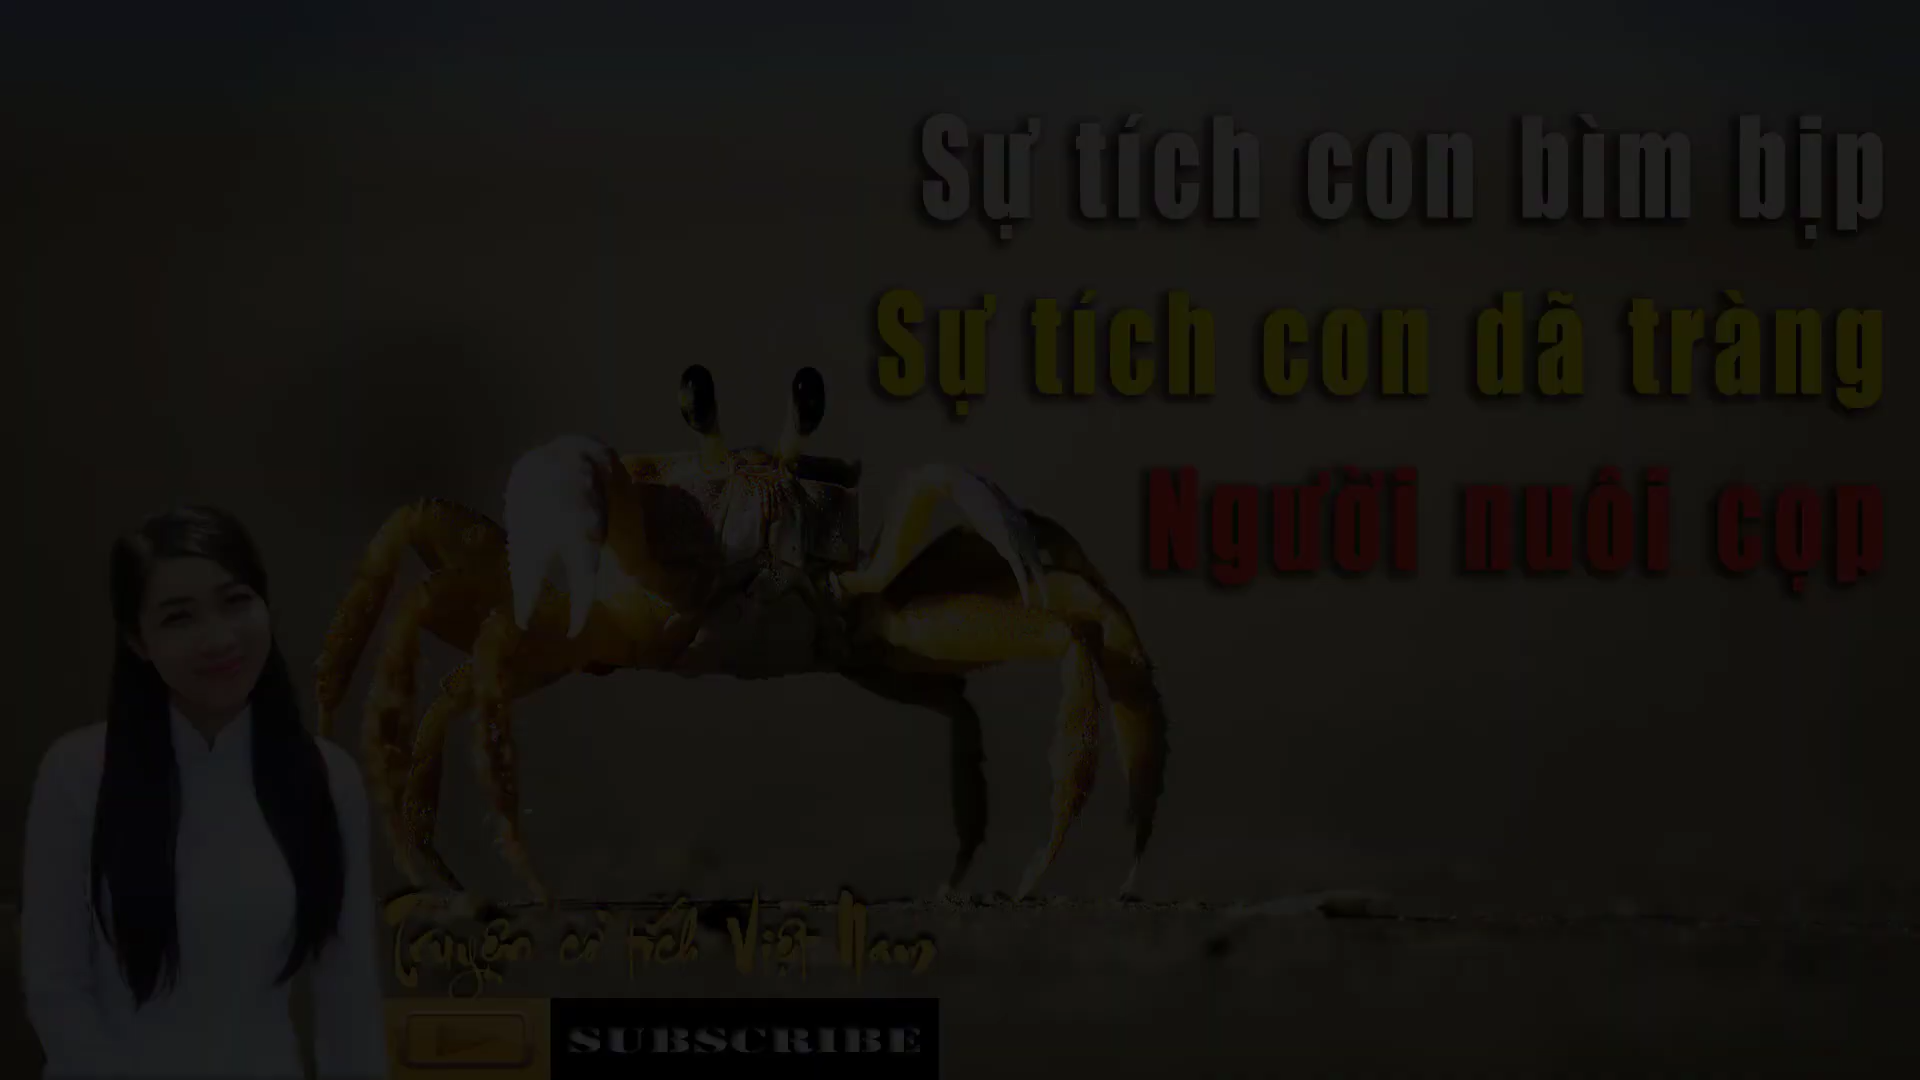 Sự tích con bìm bịp
Sự tích con dã tràng
Người nuôi cọp
Truyện cổ tích Việt Nam
SUBSCRIBE